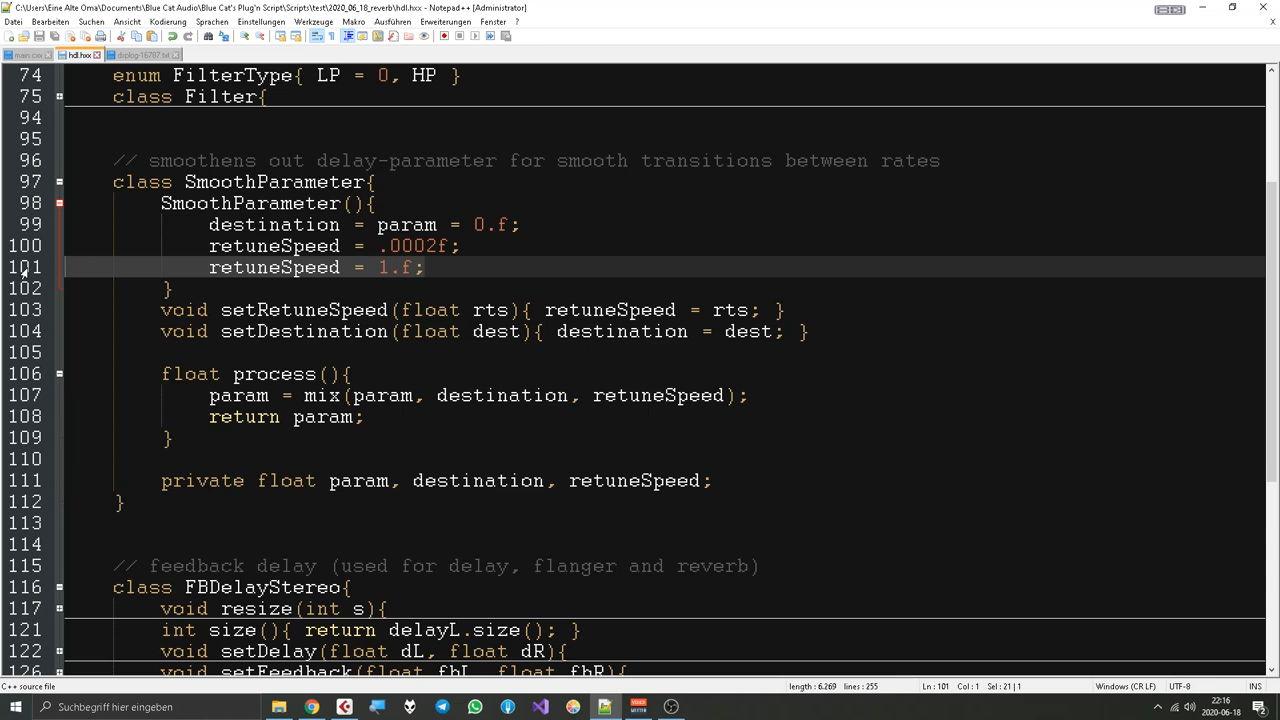 C:\Users\Eine Alte Oma\Documents\Blue Cat Audio\Blue Cat's Plug'n Script\Scripts\test\2020_06_18_reverb\hdl.hxx - Notepad++ [Administrator]
Datei Bearbeiten Suchen Ansicht Kodierung Sprachen Einstellungen Werkzeuge Makro Ausführen Erweiterungen Fenster ?
main.cxx hdl.hxx dsplog-16787.txt
74 enum FilterType{ LP = 0, HP }
75 class Filter{
94
95
96 // smoothens out delay-parameter for smooth transitions between rates
97 class SmoothParameter{
98 SmoothParameter(){
99 destination = param = 0.f;
100 retuneSpeed = .0002f;
101 retuneSpeed = 1.f;
102 }
103 void setRetuneSpeed(float rts){ retuneSpeed = rts; }
104 void setDestination(float dest){ destination = dest; }
105
106 float process(){
107 param = mix(param, destination, retuneSpeed);
108 return param;
109 }
110
111 private float param, destination, retuneSpeed;
112 }
113
114
115 // feedback delay (used for delay, flanger and reverb)
116 class FBDelayStereo{
117 void resize(int s){
121 int size(){ return delayL.size(); }
122 void setDelay(float dL, float dR){
126 void setFeedback(float fbL, float fbR){
C++ source file length : 6.269 lines : 255 Ln : 101 Col : 1 Sel : 21 | 1 Windows (CR LF) UTF-8 INS
Suchbegriff hier eingeben 22:16
2020-06-18